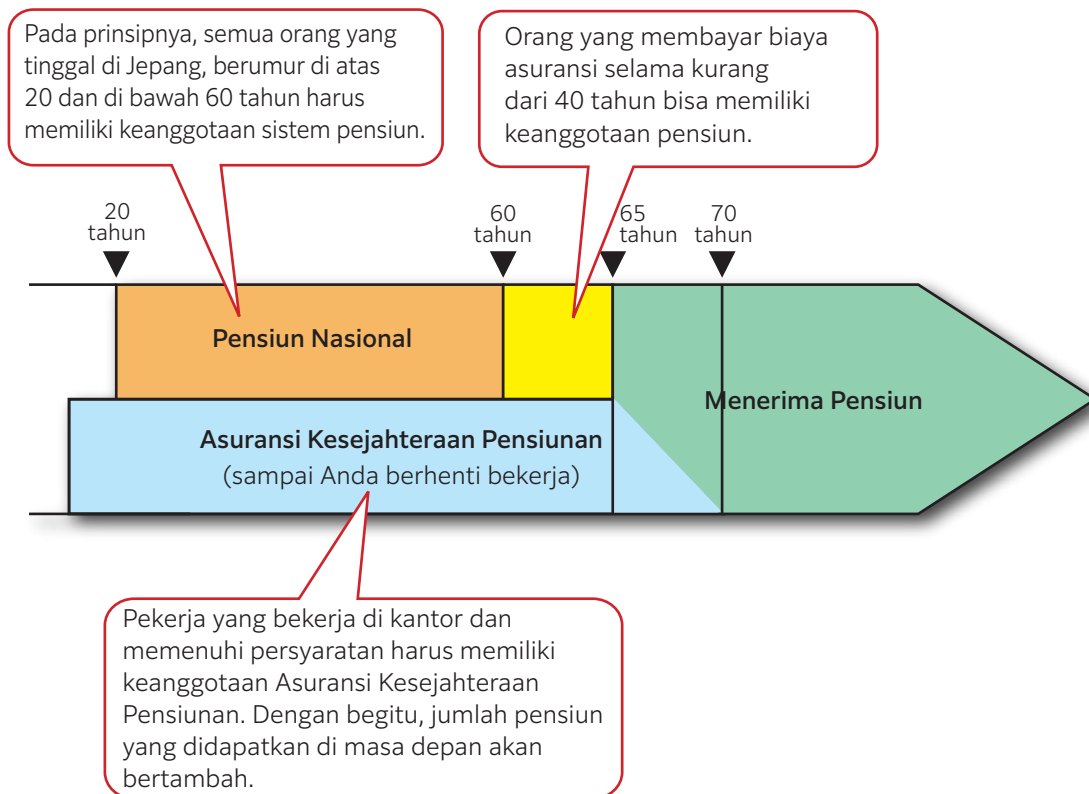 Pada prinsipnya, semua orang yang
tinggal di Jepang, berumur di atas
20 dan di bawah 60 tahun harus
memiliki keanggotaan sistem pensiun.
Orang yang membayar biaya
asuransi selama kurang
dari 40 tahun bisa memiliki
keanggotaan pensiun.
20
tahun
60
tahun
65
tahun
70
tahun
Pensiun Nasional
Menerima Pensiun
Asuransi Kesejahteraan Pensiunan
(sampai Anda berhenti bekerja)
Pekerja yang bekerja di kantor dan
memenuhi persyaratan harus memiliki
keanggotaan Asuransi Kesejahteraan
Pensiunan. Dengan begitu, jumlah pensiun
yang didapatkan di masa depan akan
bertambah.